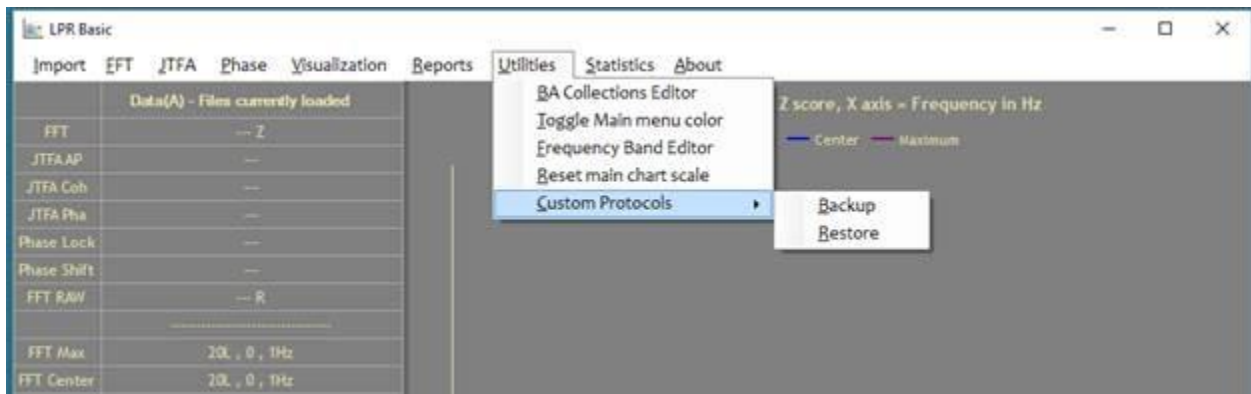 LPR Basic
Import EFT JTFA Phase Visualization Reports Utilities Statistics About
Data(A) - Files currently loaded
FFT --- Z
JTFA AP ---
JTFA Coh ---
JTFA Pha ---
Phase Lock ---
Phase Shift ---
FFT RAW --- R
--------------------------------
FFT Max 20L , 0 , 1Hz
FFT Center 20L , 0 , 1Hz
BA Collections Editor
Toggle Main menu color
Frequency Band Editor
Reset main chart scale
Custom Protocols
Backup
Restore
Z score, X axis = Frequency in Hz
Center Maximum